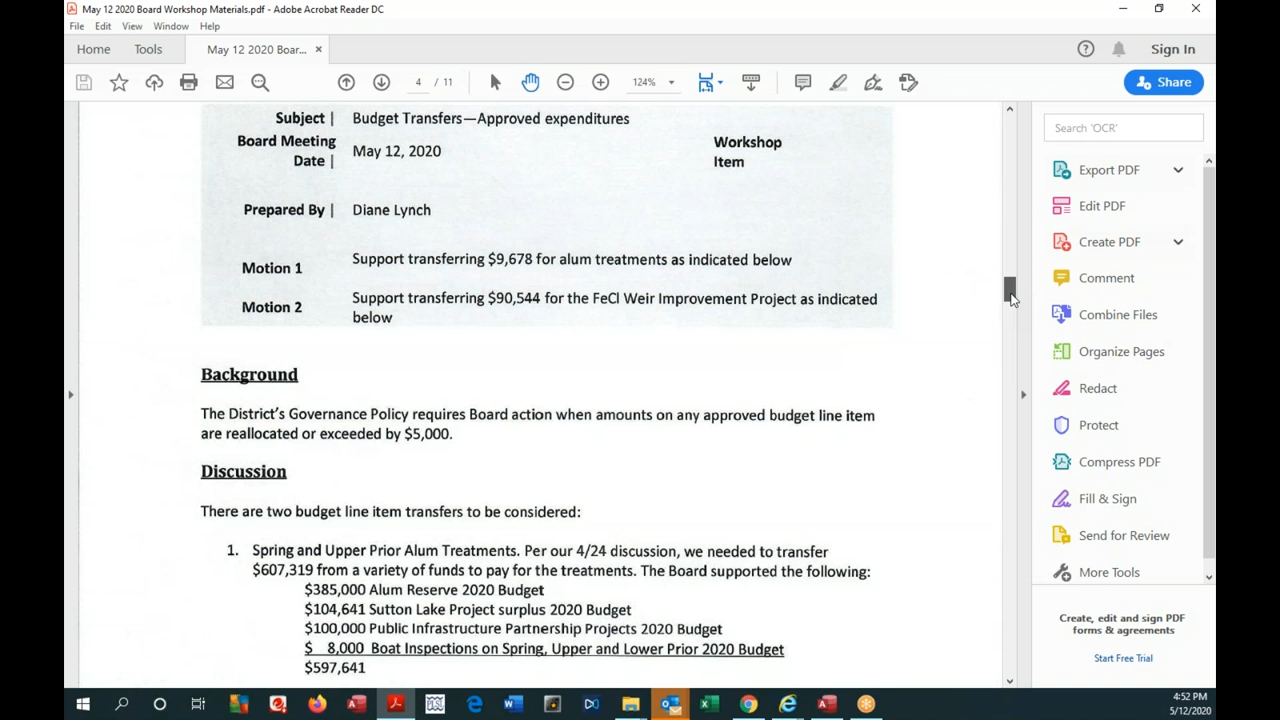 May 12 2020 Board Workshop Materials.pdf - Adobe Acrobat Reader DC
File Edit View Window Help
Home Tools May 12 2020 Boar... × Sign In
4 / 11 124% Share
Subject | Budget Transfers—Approved expenditures
Board Meeting Date | May 12, 2020 Workshop Item
Prepared By | Diane Lynch
Motion 1 Support transferring $9,678 for alum treatments as indicated below
Motion 2 Support transferring $90,544 for the FeCl Weir Improvement Project as indicated
below
Background
The District's Governance Policy requires Board action when amounts on any approved budget line item
are reallocated or exceeded by $5,000.
Discussion
There are two budget line item transfers to be considered:
1. Spring and Upper Prior Alum Treatments. Per our 4/24 discussion, we needed to transfer
$607,319 from a variety of funds to pay for the treatments. The Board supported the following:
$385,000 Alum Reserve 2020 Budget
$104,641 Sutton Lake Project surplus 2020 Budget
$100,000 Public Infrastructure Partnership Projects 2020 Budget
$ 8,000 Boat Inspections on Spring, Upper and Lower Prior 2020 Budget
$597,641
Search 'OCR'
Export PDF
Edit PDF
Create PDF
Comment
Combine Files
Organize Pages
Redact
Protect
Compress PDF
Fill & Sign
Send for Review
More Tools
Create, edit and sign PDF
forms & agreements
Start Free Trial
4:52 PM
5/12/2020